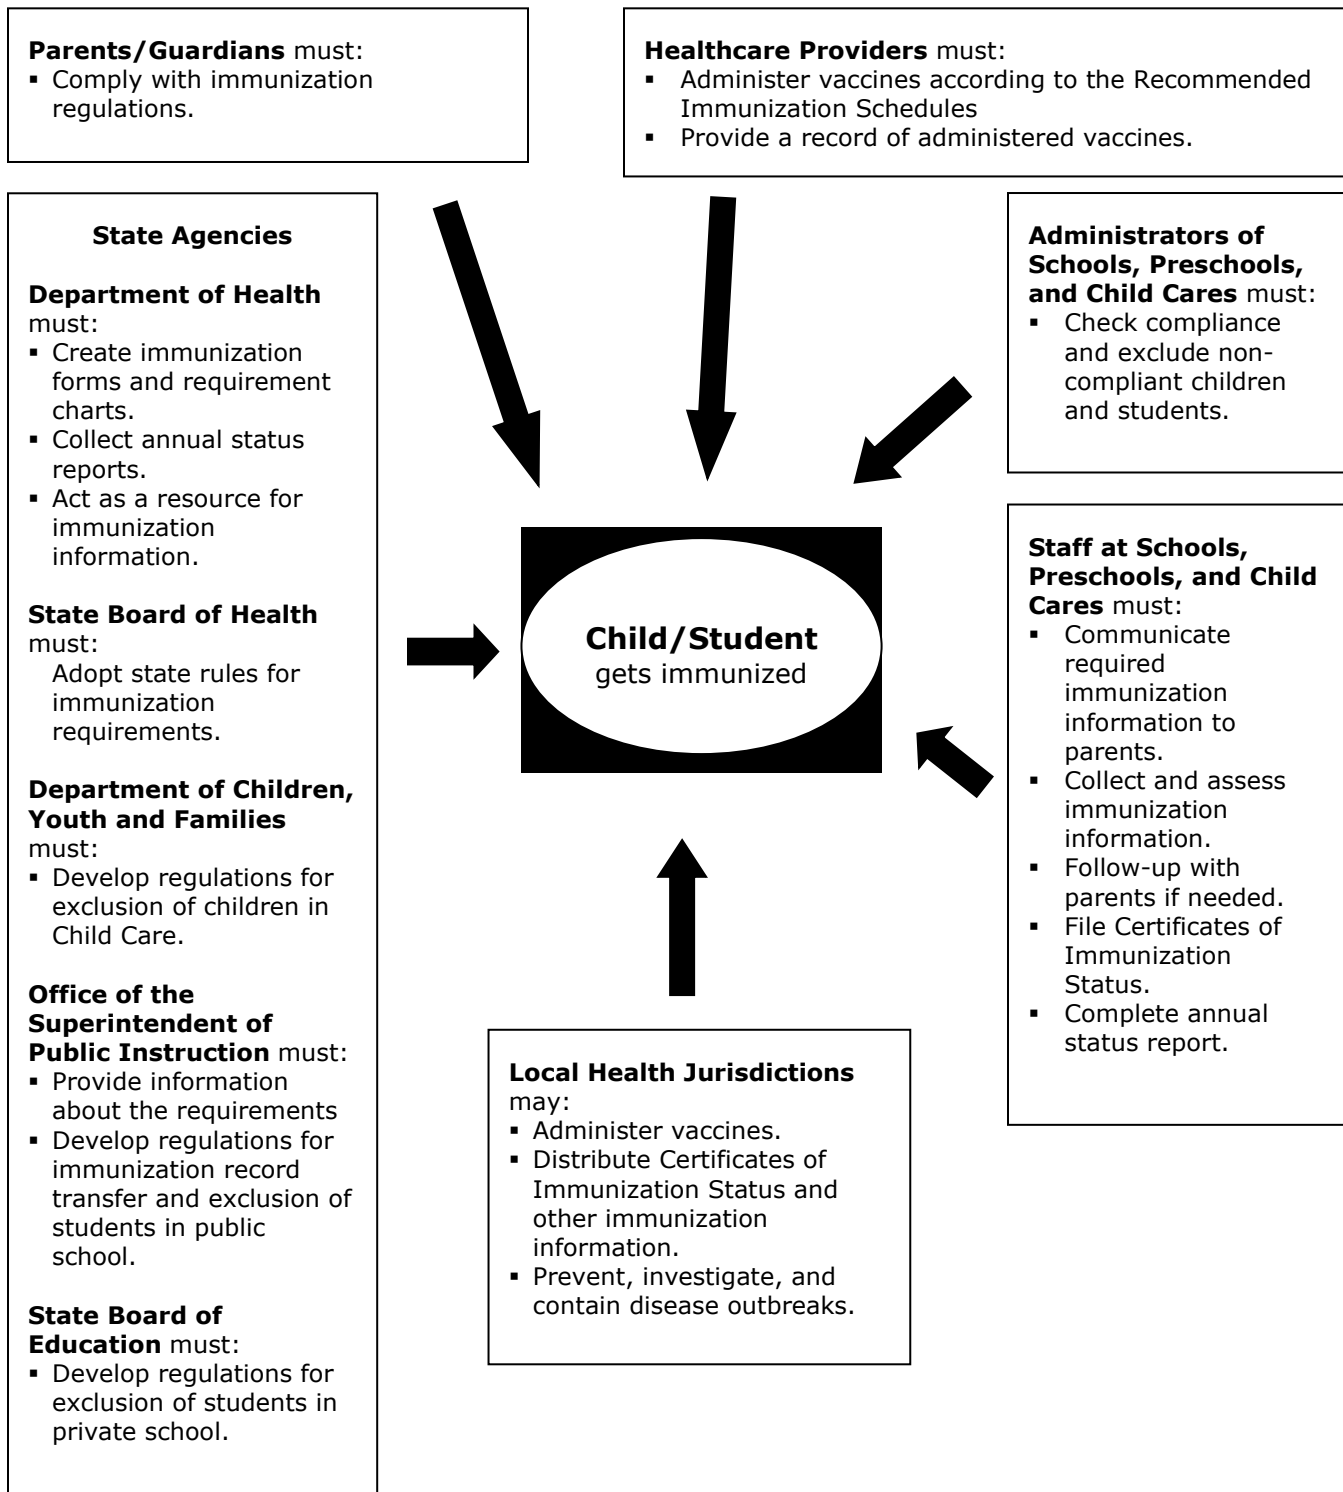 Parents/Guardians must:
▪ Comply with immunization
regulations.
Healthcare Providers must:
▪ Administer vaccines according to the Recommended
Immunization Schedules
▪ Provide a record of administered vaccines.
State Agencies
Department of Health
must:
▪ Create immunization
forms and requirement
charts.
▪ Collect annual status
reports.
▪ Act as a resource for
immunization
information.
State Board of Health
must:
Adopt state rules for
immunization
requirements.
Department of Children,
Youth and Families
must:
▪ Develop regulations for
exclusion of children in
Child Care.
Office of the
Superintendent of
Public Instruction must:
▪ Provide information
about the requirements
▪ Develop regulations for
immunization record
transfer and exclusion of
students in public
school.
State Board of
Education must:
▪ Develop regulations for
exclusion of students in
private school.
Child/Student
gets immunized
Administrators of
Schools, Preschools,
and Child Cares must:
▪ Check compliance
and exclude non-
compliant children
and students.
Staff at Schools,
Preschools, and Child
Cares must:
▪ Communicate
required
immunization
information to
parents.
▪ Collect and assess
immunization
information.
▪ Follow-up with
parents if needed.
▪ File Certificates of
Immunization
Status.
▪ Complete annual
status report.
Local Health Jurisdictions
may:
▪ Administer vaccines.
▪ Distribute Certificates of
Immunization Status and
other immunization
information.
▪ Prevent, investigate, and
contain disease outbreaks.